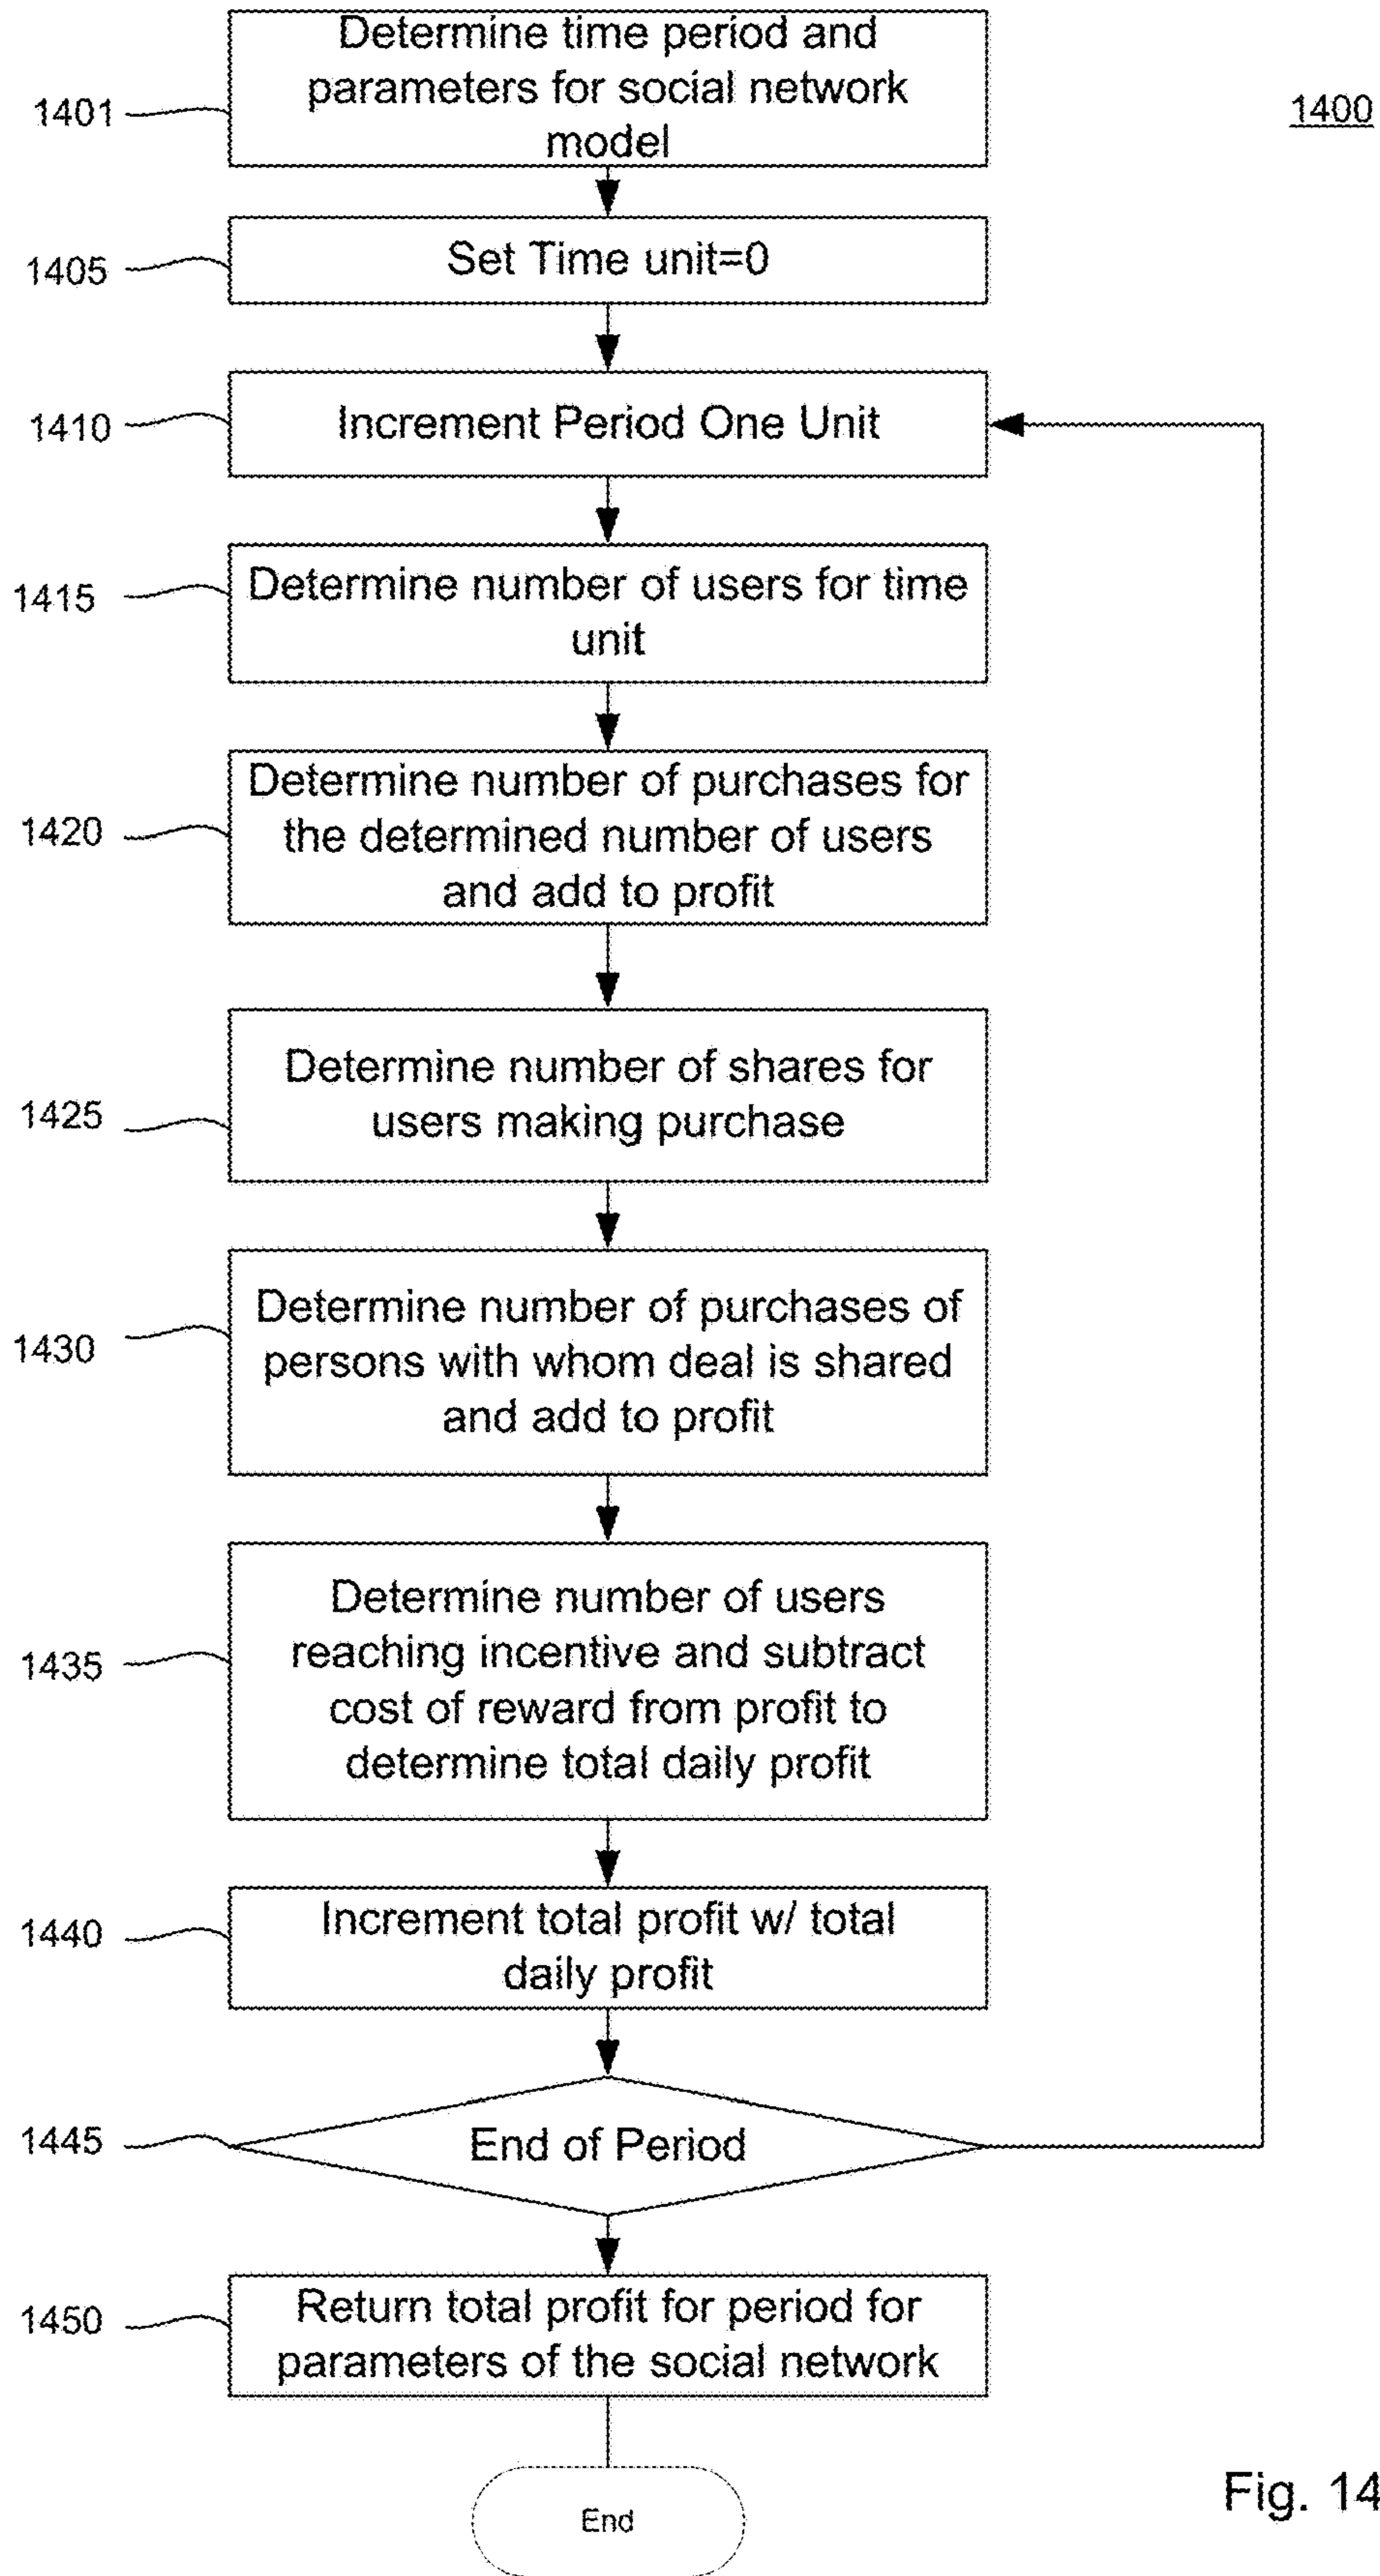 Determine time period and
parameters for social network
model
1401
1400
Set Time unit=0
1405
Increment Period One Unit
1410
Determine number of users for time
unit
1415
Determine number of purchases for
the determined number of users
and add to profit
1420
Determine number of shares for
users making purchase
1425
Determine number of purchases of
persons with whom deal is shared
and add to profit
1430
Determine number of users
reaching incentive and subtract
cost of reward from profit to
determine total daily profit
1435
Increment total profit w/ total
daily profit
1440
End of Period
1445
Return total profit for period for
parameters of the social network
1450
End
Fig. 14